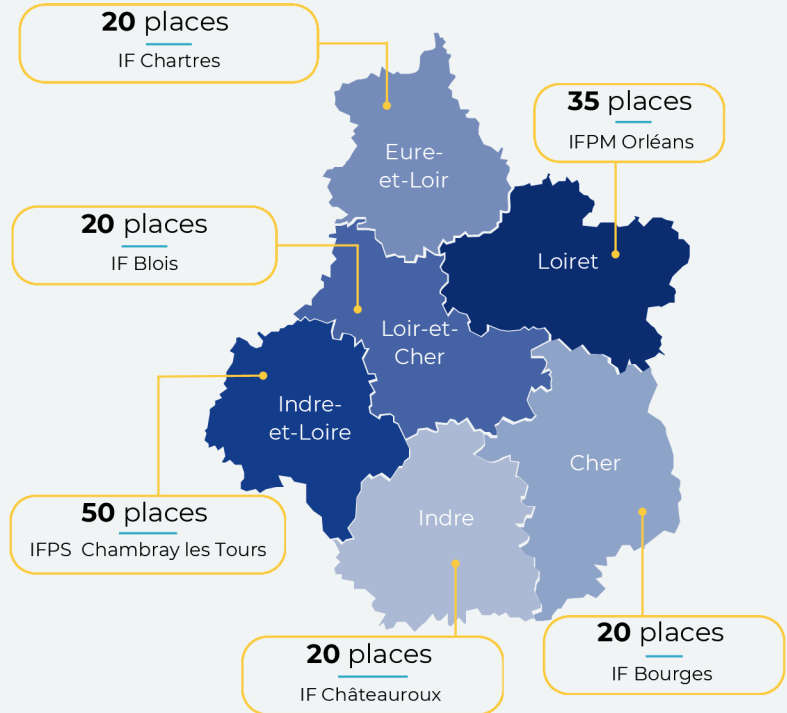 20 places
IF Chartres
35 places
IFPM Orléans
Eure-
et-Loir
20 places
IF Blois
Loiret
Loir-et-
Cher
Indre-
et-Loire
Cher
Indre
50 places
IFPS Chambray les Tours
20 places
IF Châteauroux
20 places
IF Bourges